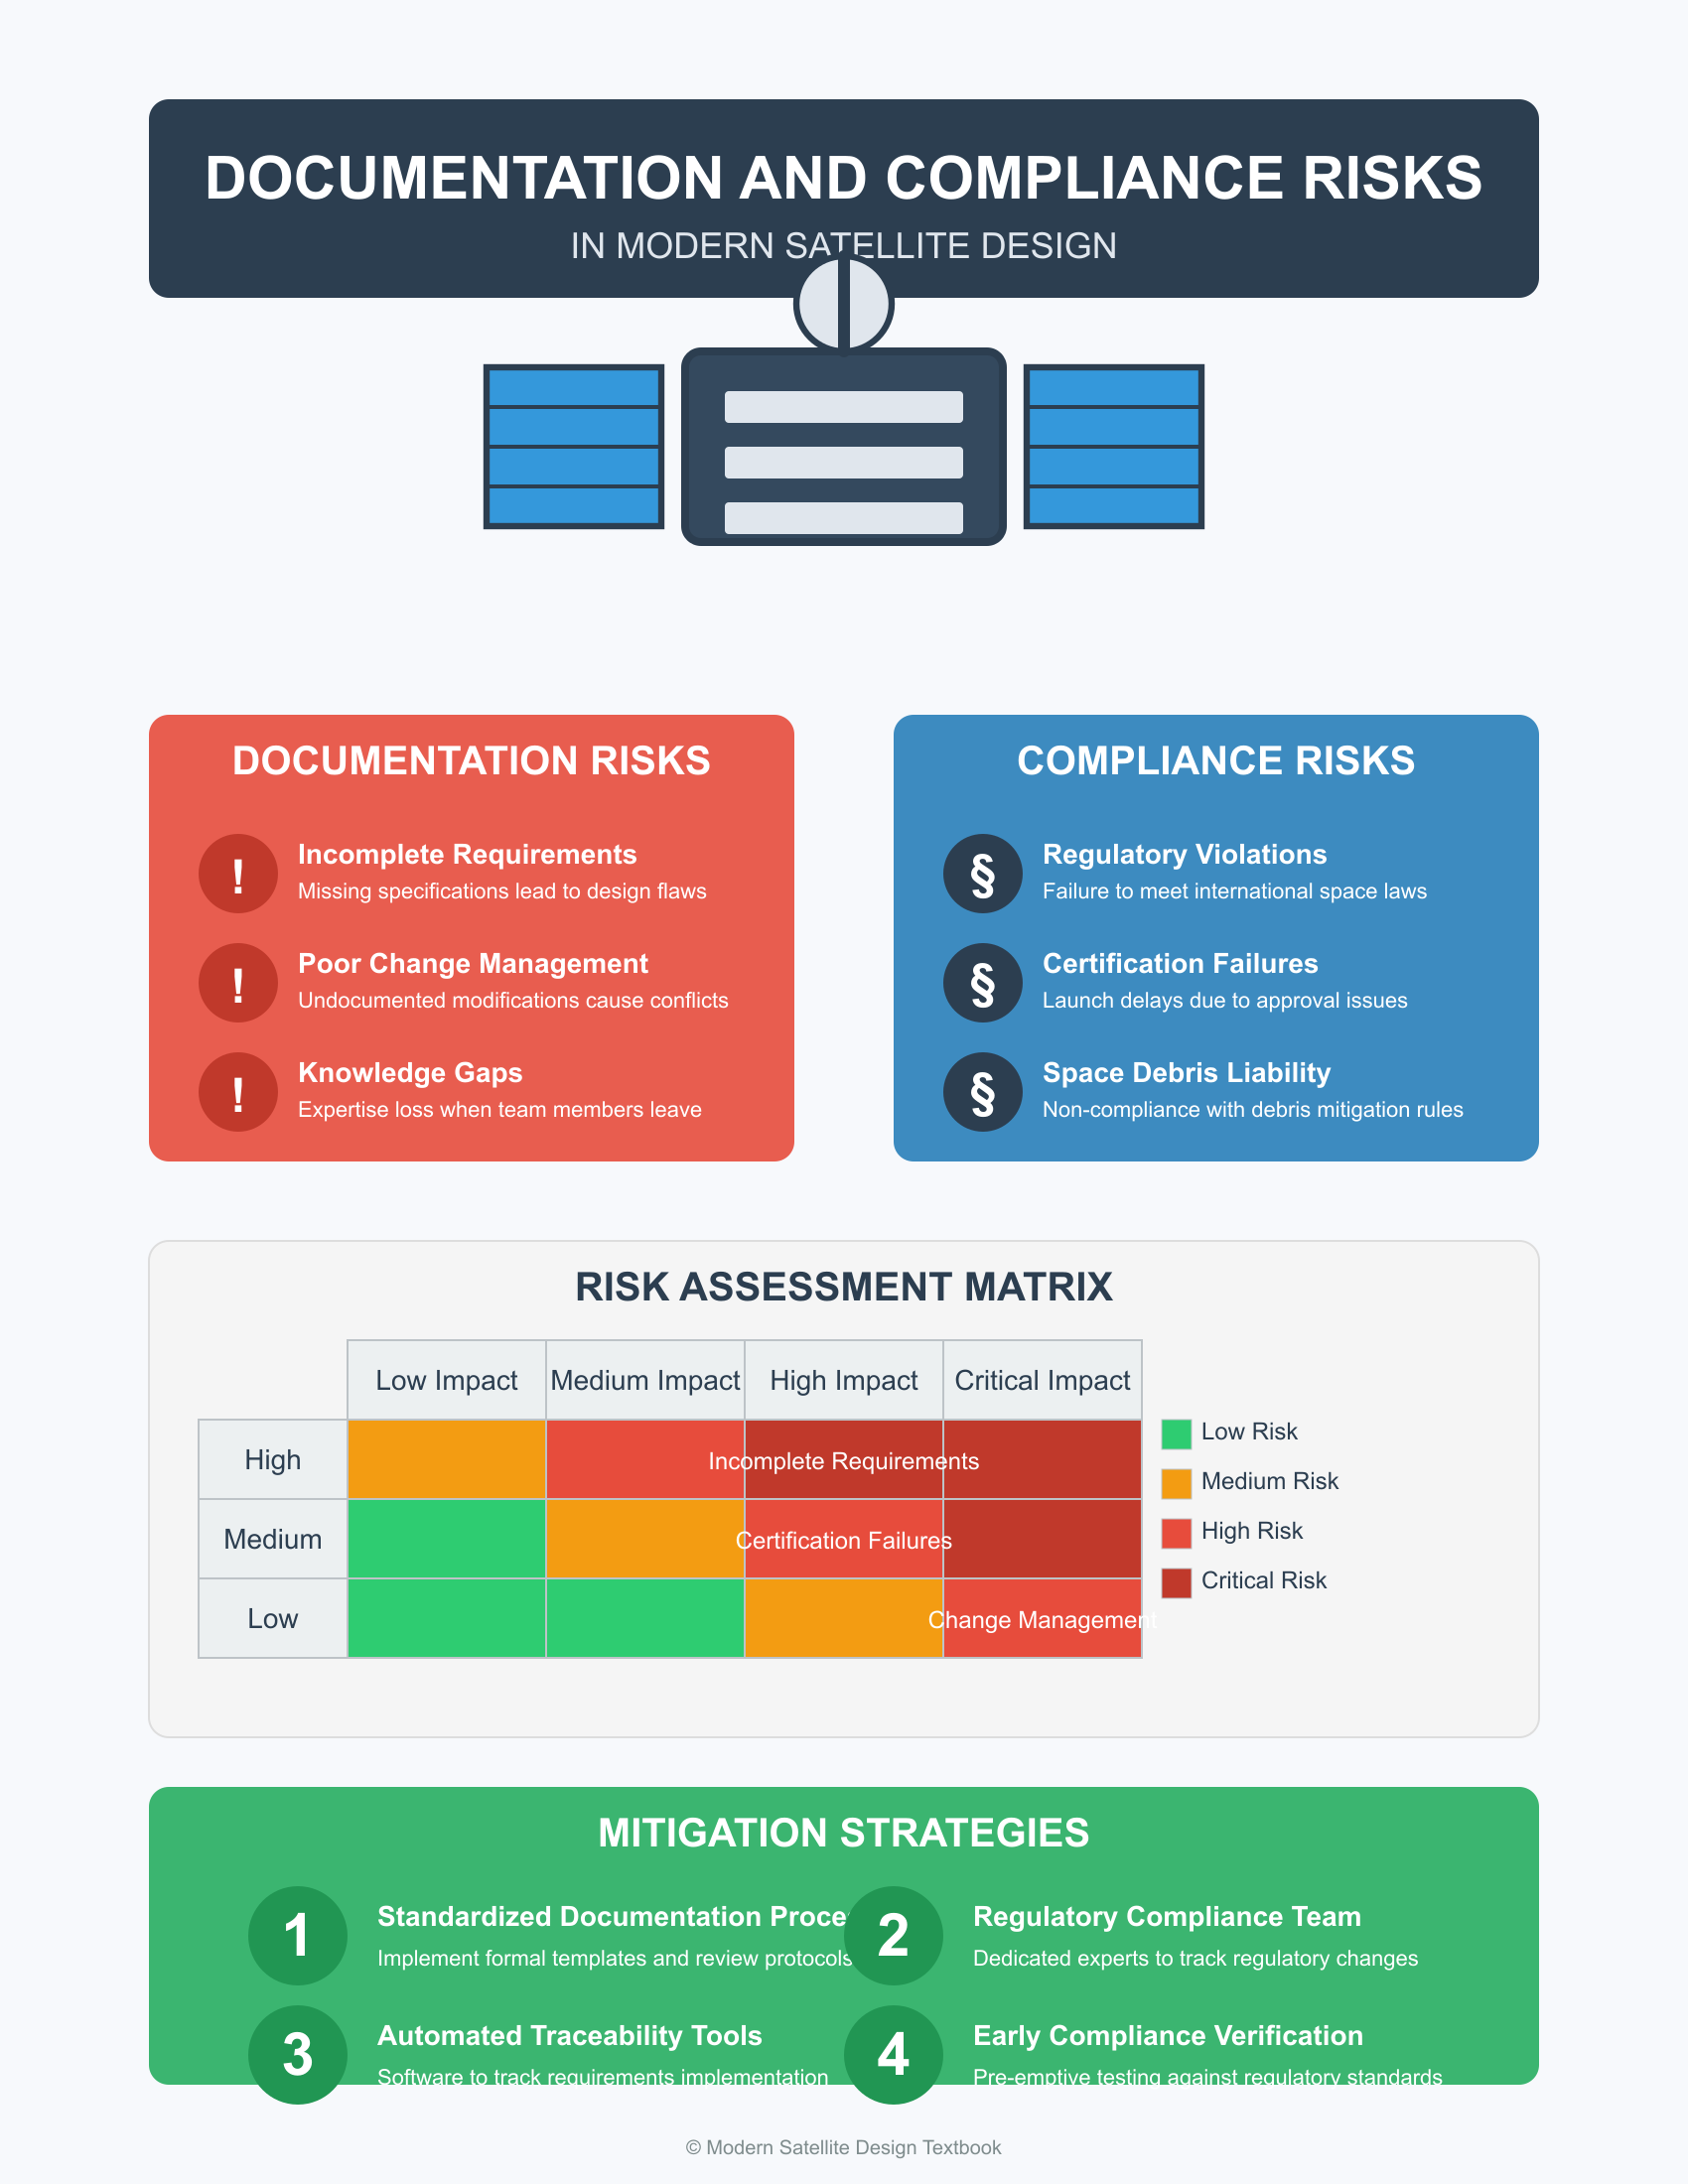 DOCUMENTATION AND COMPLIANCE RISKS
IN MODERN SATELLITE DESIGN
DOCUMENTATION RISKS
! Incomplete Requirements
Missing specifications lead to design flaws
! Poor Change Management
Undocumented modifications cause conflicts
! Knowledge Gaps
Expertise loss when team members leave
COMPLIANCE RISKS
§ Regulatory Violations
Failure to meet international space laws
§ Certification Failures
Launch delays due to approval issues
§ Space Debris Liability
Non-compliance with debris mitigation rules
RISK ASSESSMENT MATRIX
Low Impact Medium Impact High Impact Critical Impact
High Incomplete Requirements
Medium Certification Failures
Low Change Management
Low Risk
Medium Risk
High Risk
Critical Risk
MITIGATION STRATEGIES
1 Standardized Documentation
Implement formal templates and review protocols
2 Regulatory Compliance Team
Dedicated experts to track regulatory changes
3 Automated Traceability Tools
Software to track requirements implementation
4 Early Compliance Verification
Pre-emptive testing against regulatory standards
© Modern Satellite Design Textbook